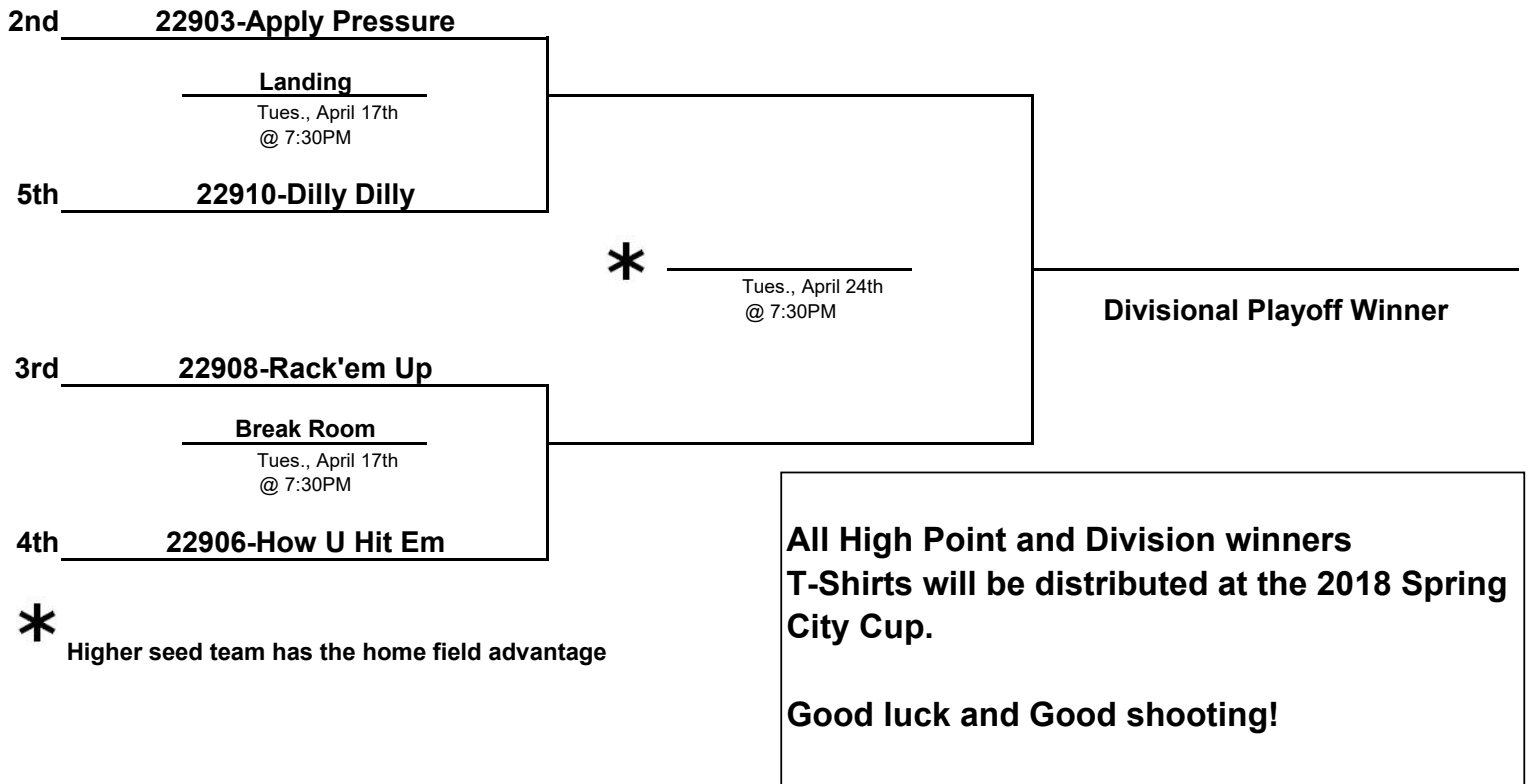 2nd 22903-Apply Pressure
Landing
Tues., April 17th
@ 7:30PM
5th 22910-Dilly Dilly
*
Tues., April 24th
@ 7:30PM
Divisional Playoff Winner
3rd 22908-Rack'em Up
Break Room
Tues., April 17th
@ 7:30PM
4th 22906-How U Hit Em
* Higher seed team has the home field advantage
All High Point and Division winners
T-Shirts will be distributed at the 2018 Spring
City Cup.
Good luck and Good shooting!